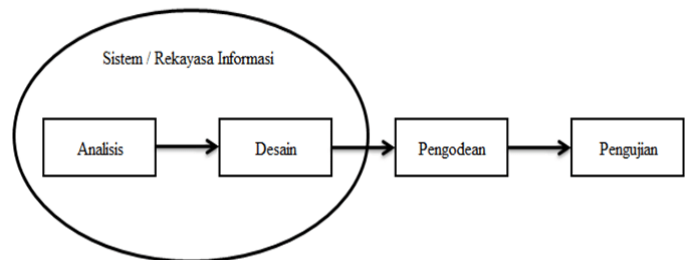 Sistem / Rekayasa Informasi
Analisis
Desain
Pengodean
Pengujian